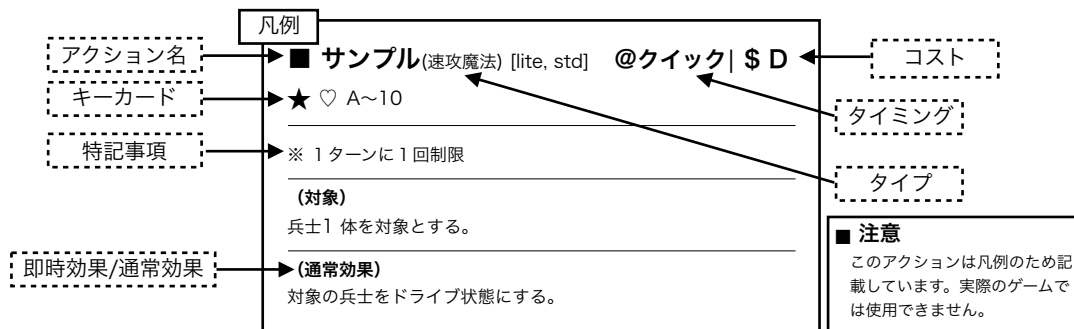 凡例
アクション名
■ サンプル(速攻魔法) [lite, std] @クイック| $ D
コスト
キーカード
★ ♡ A〜10
タイミング
特記事項
※ 1ターンに1回制限
タイプ
（対象）
兵士1 体を対象とする。
■ 注意
このアクションは凡例のため記
載しています。実際のゲームで
は使用できません。
即時効果/通常効果
（通常効果）
対象の兵士をドライブ状態にする。